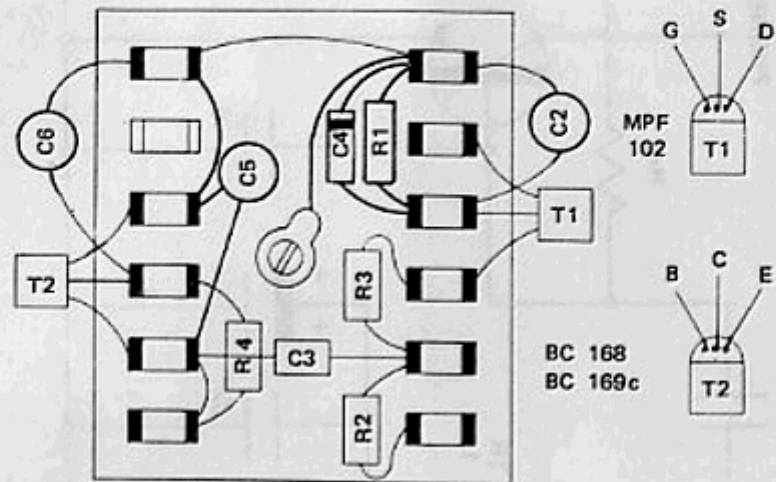 C6
C5
C4
R1
C2
T1
T2
R3
R4
C3
R2
G S D
MPF
102
T1
B C E
BC 168
BC 169c
T2